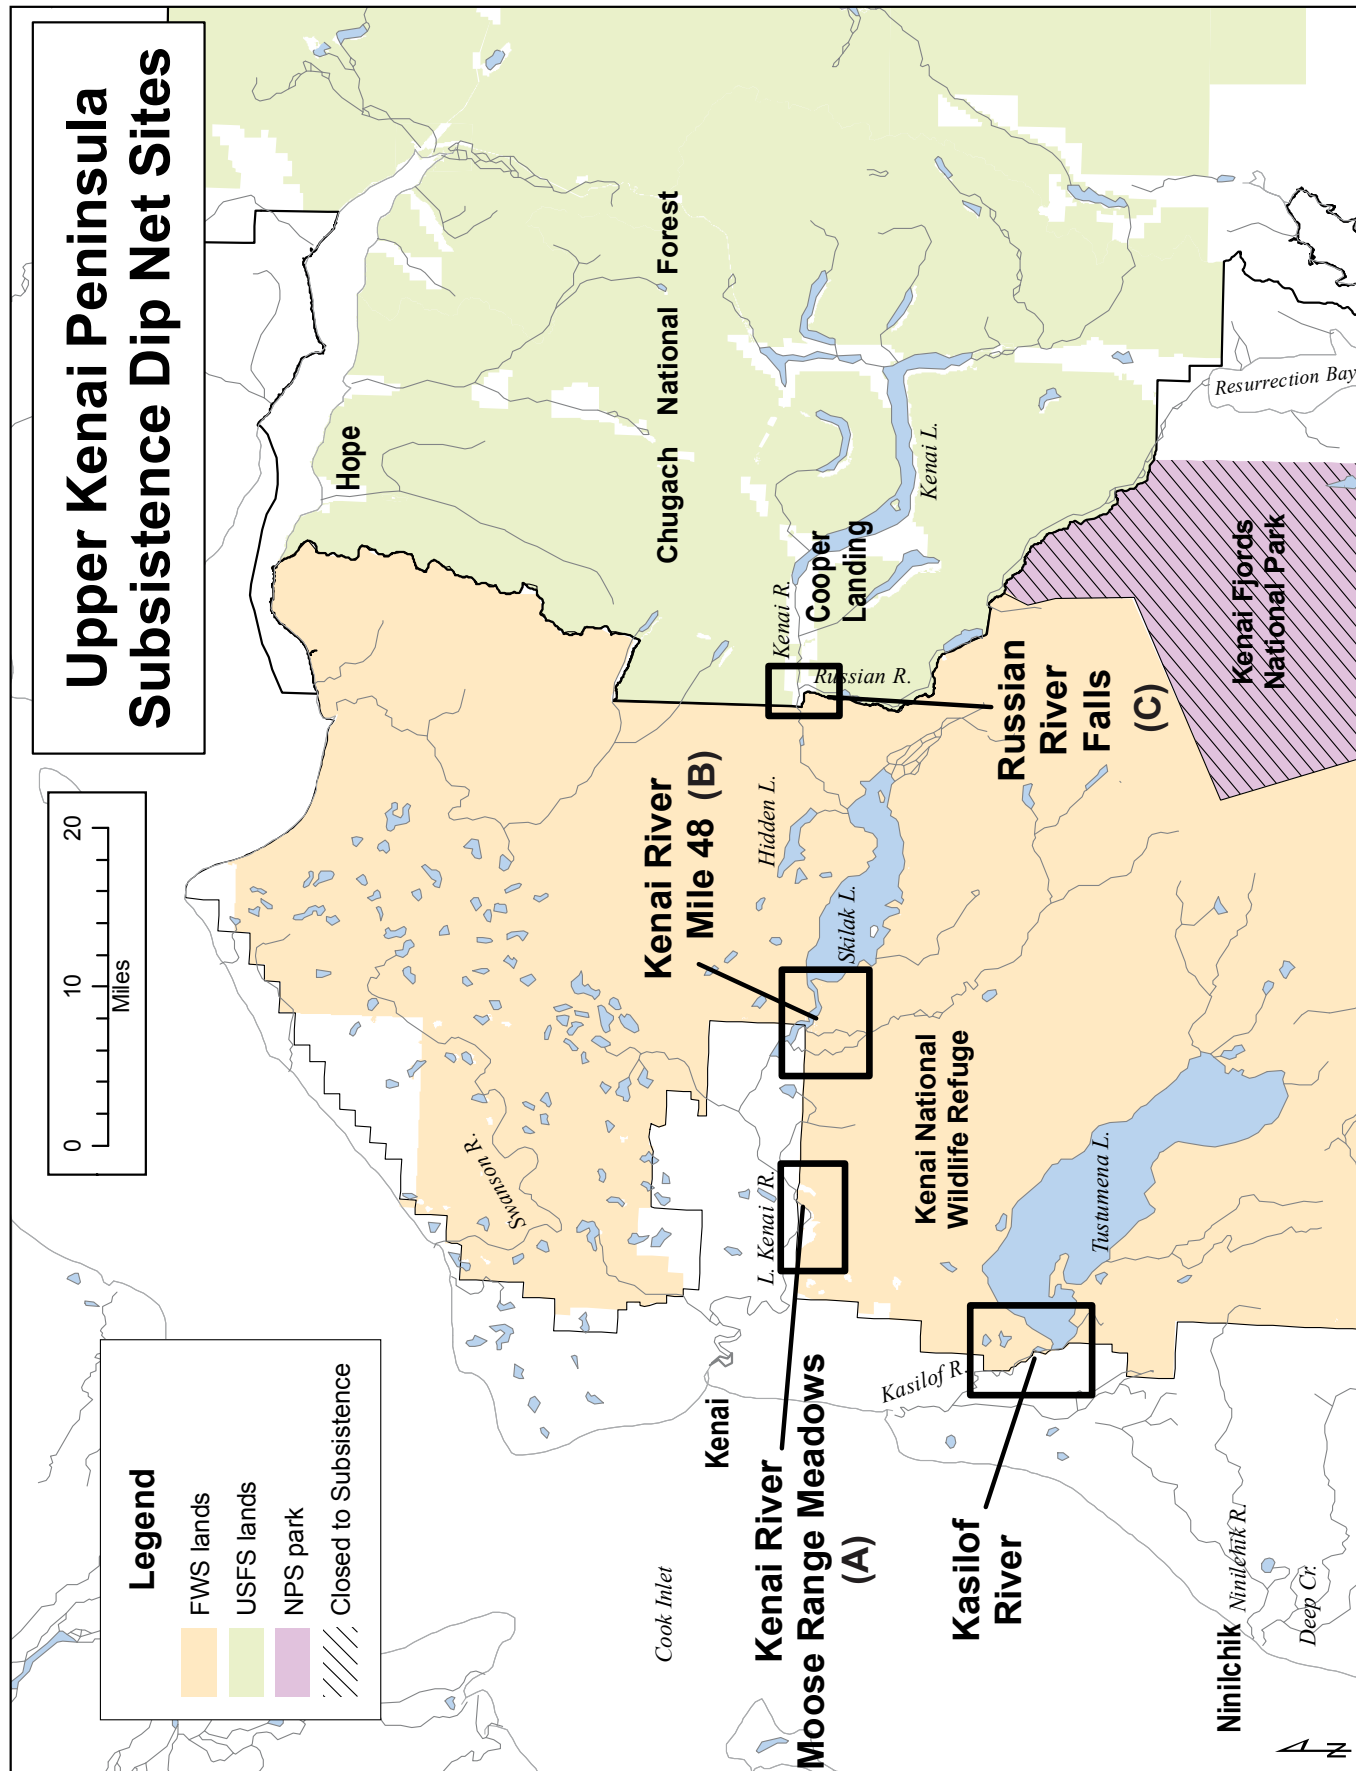 Upper Kenai Peninsula
Subsistence Dip Net Sites
0
10
20
Miles
Legend
FWS lands
USFS lands
NPS park
Closed to Subsistence
Hope
Chugach National Forest
Swanson R.
Kenai River
Mile 48 (B)
Cook Inlet
Kenai
L. Kenai R.
Hidden L.
Kenai R.
Cooper
Landing
Kenai L.
Skilak L.
Russian R.
Kenai River
Moose Range Meadows
(A)
Kenai National
Wildlife Refuge
Russian
River
Falls
(C)
Kasilof R.
Kasilof
River
Tustumena L.
Kenai Fjords
National Park
Resurrection Bay
Ninilchik
Ninilchik R.
Deep Cr.
N